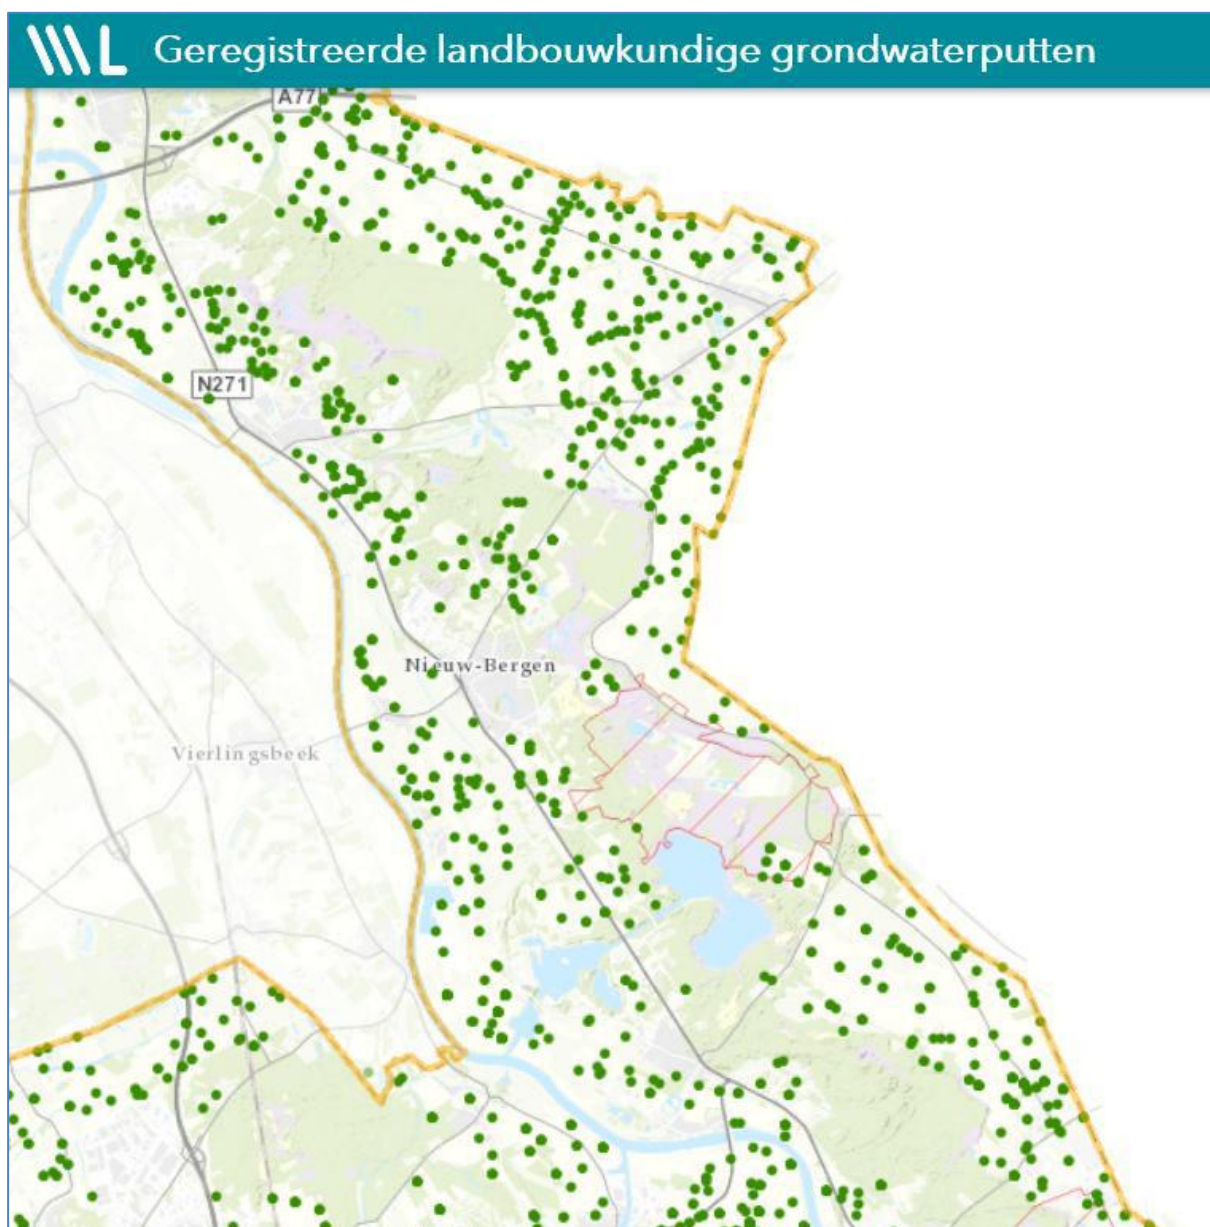 WL Geregistreerde landbouwkundige grondwaterputten
A77
N271
Nieuw-Bergen
Vierlingsbeek